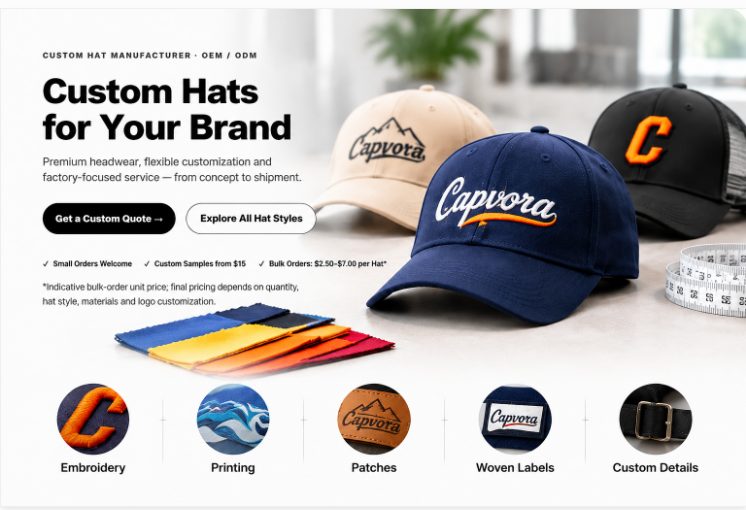 CUSTOM HAT MANUFACTURER · OEM / ODM
Custom Hats
for Your Brand
Premium headwear, flexible customization and
factory-focused service — from concept to shipment.
Get a Custom Quote → Explore All Hat Styles
✓ Small Orders Welcome ✓ Custom Samples from $15 ✓ Bulk Orders: $2.50–$7.00 per Hat*
*Indicative bulk-order unit price; final pricing depends on quantity,
hat style, materials and logo customization.
Capvora
Capvora
C
C
Capvora
Capvora
Embroidery Printing Patches Woven Labels Custom Details